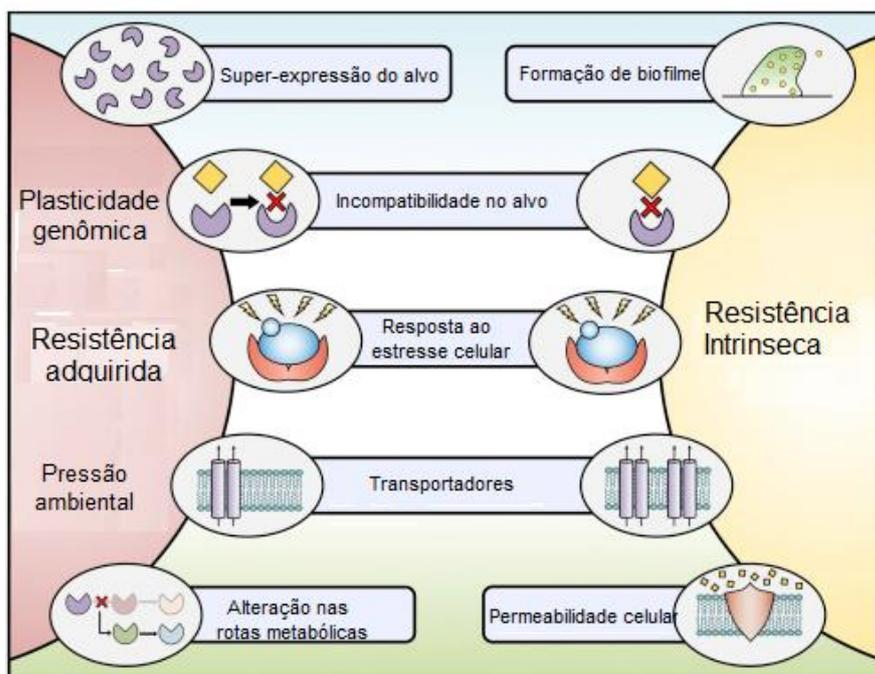 Super-expressão do alvo
Formação de biofilme
Plasticidade
genômica
Incompatibilidade no alvo
Resistência
adquirida
Resposta ao
estresse celular
Resistência
Intrinseca
Pressão
ambiental
Transportadores
Alteração nas
rotas metabólicas
Permeabilidade celular